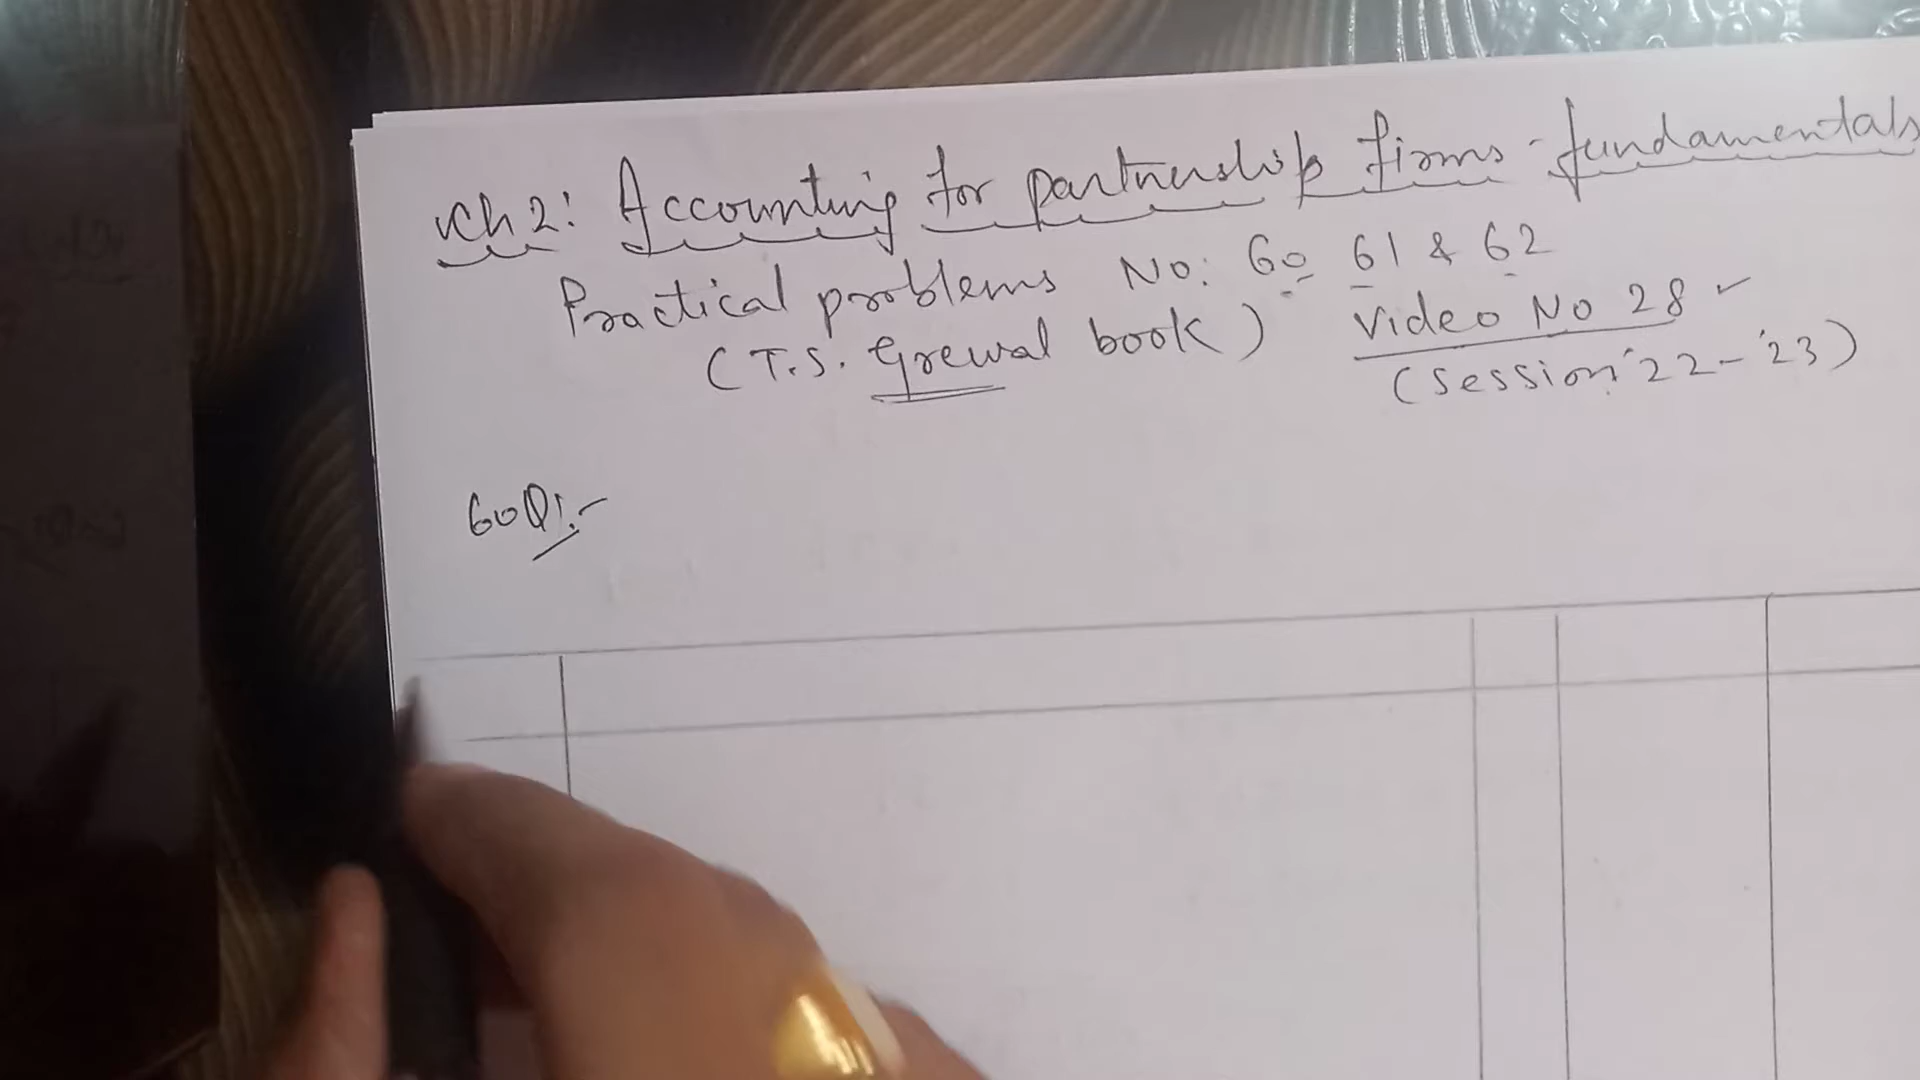 Ch 2: Accounting for partnership firms - fundamentals
Practical problems No: 60 61 & 62
(T.S. Grewal book) Video No 28
(Session '22-'23)
60Q:-